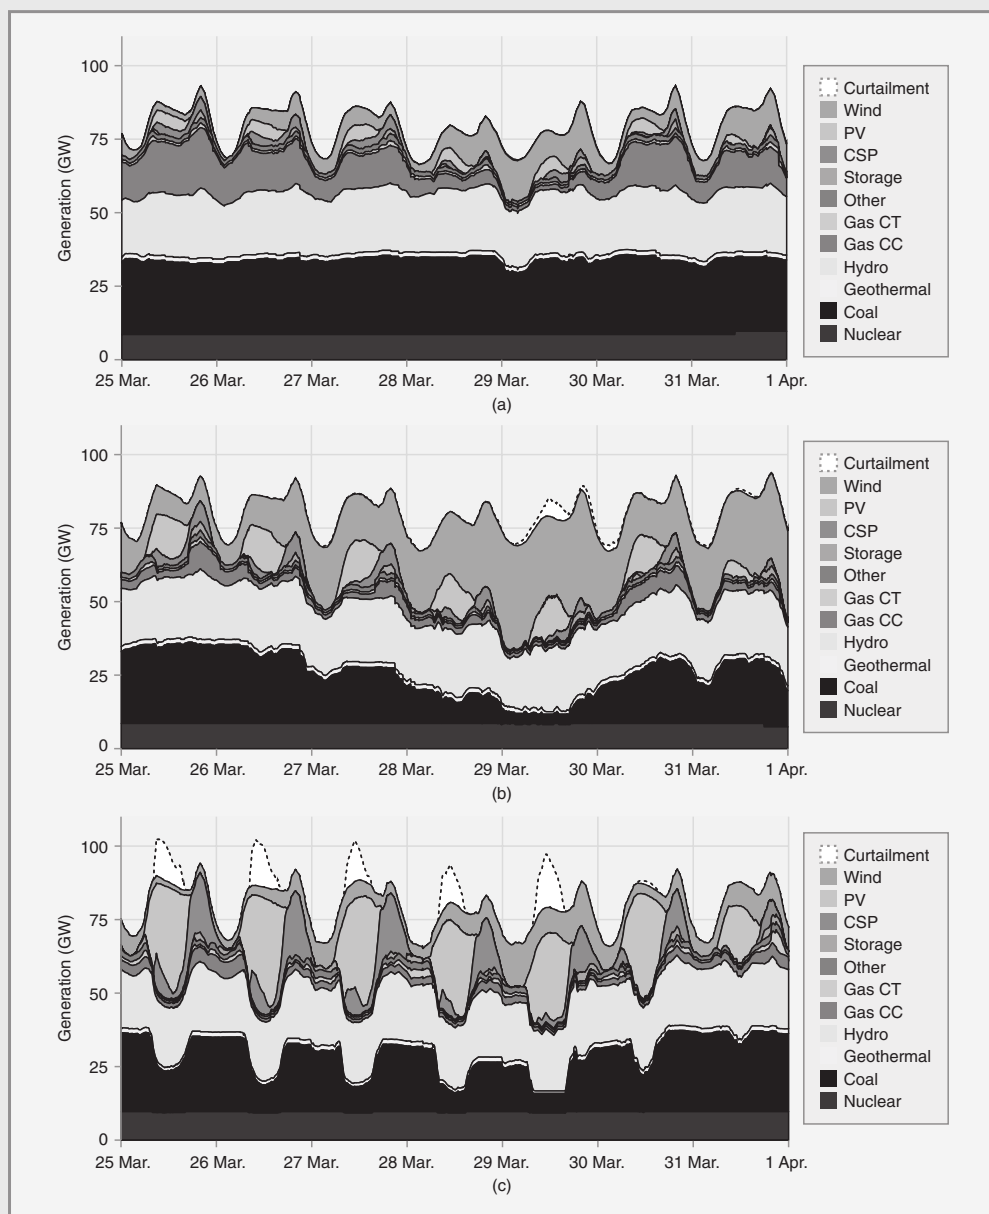 100
75
50
25
0
Generation (GW)
25 Mar. 26 Mar. 27 Mar. 28 Mar. 29 Mar. 30 Mar. 31 Mar. 1 Apr.
(a)
Curtailment
Wind
PV
CSP
Storage
Other
Gas CT
Gas CC
Hydro
Geothermal
Coal
Nuclear
100
75
50
25
0
Generation (GW)
25 Mar. 26 Mar. 27 Mar. 28 Mar. 29 Mar. 30 Mar. 31 Mar. 1 Apr.
(b)
Curtailment
Wind
PV
CSP
Storage
Other
Gas CT
Gas CC
Hydro
Geothermal
Coal
Nuclear
100
75
50
25
0
Generation (GW)
25 Mar. 26 Mar. 27 Mar. 28 Mar. 29 Mar. 30 Mar. 31 Mar. 1 Apr.
(c)
Curtailment
Wind
PV
CSP
Storage
Other
Gas CT
Gas CC
Hydro
Geothermal
Coal
Nuclear